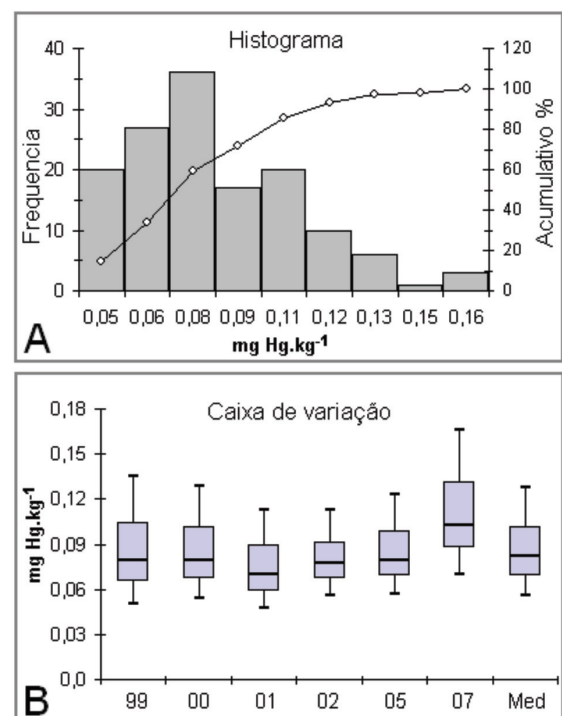 Histograma
Frequencia
Acumulativo %
40
30
20
10
0
120
100
80
60
40
20
0
0,05 0,06 0,08 0,09 0,11 0,12 0,13 0,15 0,16
mg Hg.kg-1
A
Caixa de variação
mg Hg.kg-1
0,18
0,15
0,12
0,09
0,06
0,03
0,0
99 00 01 02 05 07 Med
B